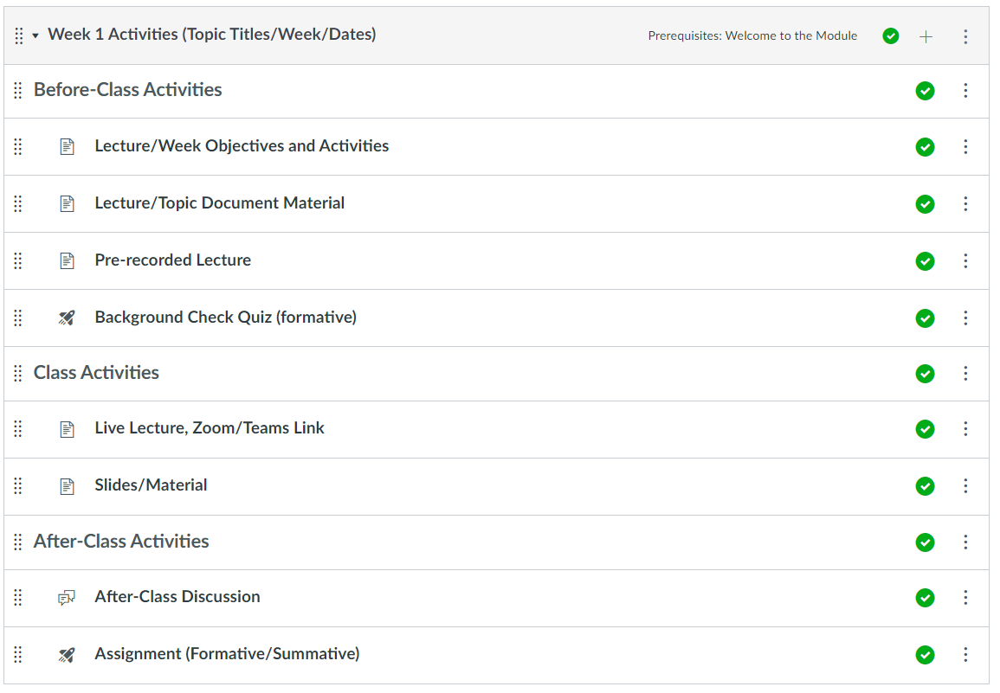 Week 1 Activities (Topic Titles/Week/Dates) Prerequisites: Welcome to the Module
Before-Class Activities
Lecture/Week Objectives and Activities
Lecture/Topic Document Material
Pre-recorded Lecture
Background Check Quiz (formative)
Class Activities
Live Lecture, Zoom/Teams Link
Slides/Material
After-Class Activities
After-Class Discussion
Assignment (Formative/Summative)